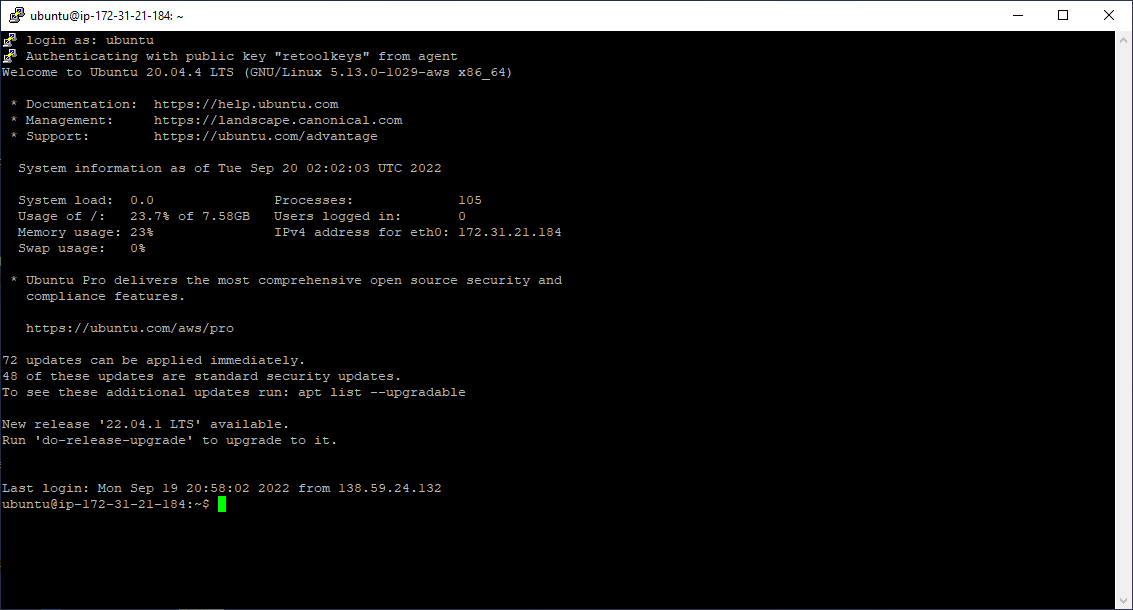 ubuntu@ip-172-31-21-184: ~
login as: ubuntu
Authenticating with public key "retoolkeys" from agent
Welcome to Ubuntu 20.04.4 LTS (GNU/Linux 5.13.0-1029-aws x86_64)
* Documentation:  https://help.ubuntu.com
* Management:     https://landscape.canonical.com
* Support:        https://ubuntu.com/advantage
System information as of Tue Sep 20 02:02:03 UTC 2022
System load:  0.0               Processes:             105
Usage of /:   23.7% of 7.58GB   Users logged in:       0
Memory usage: 23%               IPv4 address for eth0: 172.31.21.184
Swap usage:   0%
* Ubuntu Pro delivers the most comprehensive open source security and
compliance features.
https://ubuntu.com/aws/pro
72 updates can be applied immediately.
48 of these updates are standard security updates.
To see these additional updates run: apt list --upgradable
New release '22.04.1 LTS' available.
Run 'do-release-upgrade' to upgrade to it.
Last login: Mon Sep 19 20:58:02 2022 from 138.59.24.132
ubuntu@ip-172-31-21-184:~$